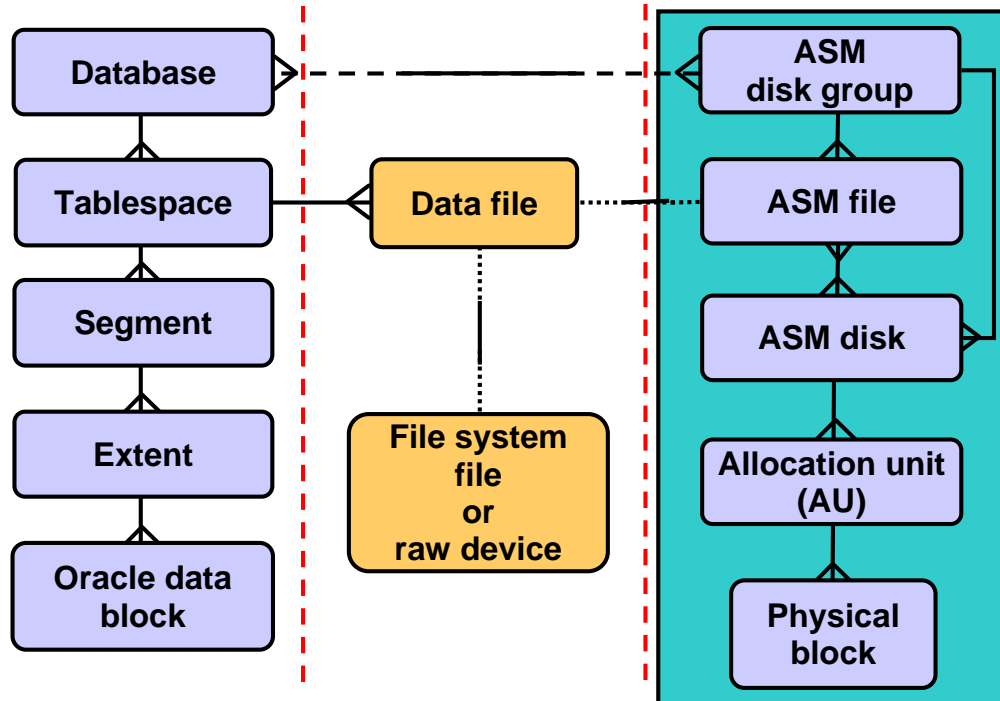 Database
Tablespace
Segment
Extent
Oracle data
block
Data file
File system
file
or
raw device
ASM
disk group
ASM file
ASM disk
Allocation unit
(AU)
Physical
block